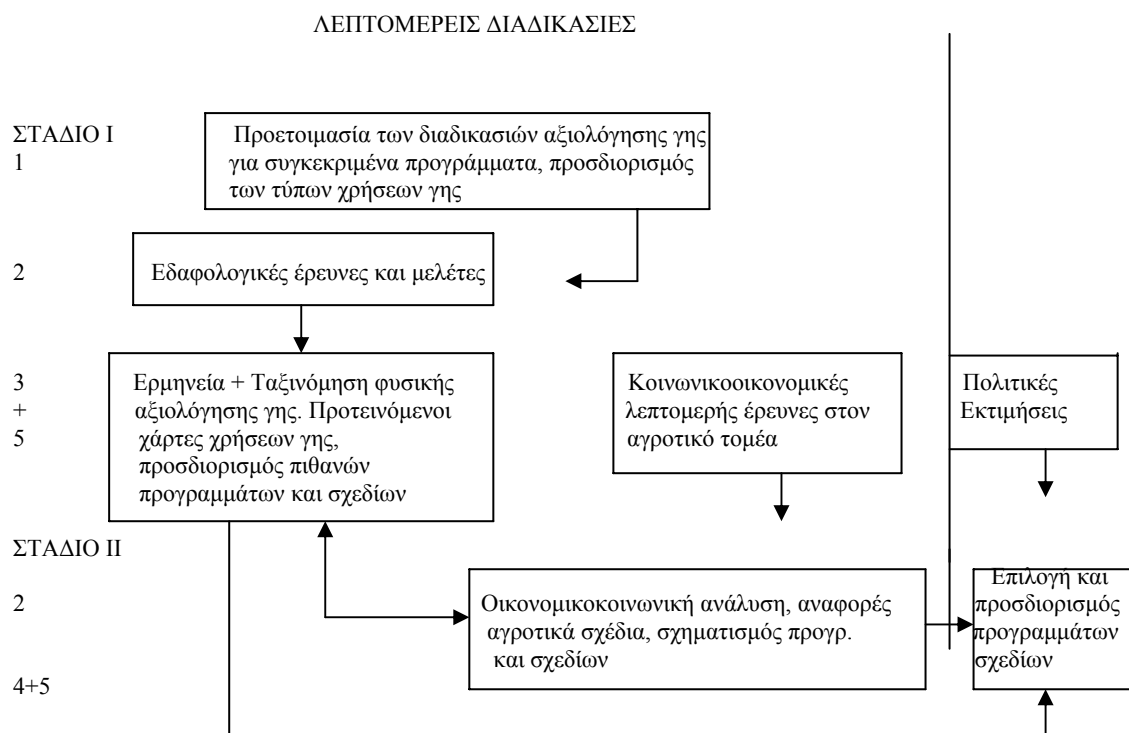 ΛΕΠΤΟΜΕΡΕΙΣ ΔΙΑΔΙΚΑΣΙΕΣ
ΣΤΑΔΙΟ Ι
1
Προετοιμασία των διαδικασιών αξιολόγησης γης
για συγκεκριμένα προγράμματα, προσδιορισμός
των τύπων χρήσεων γης
2
Εδαφολογικές έρευνες και μελέτες
3
+
5
Ερμηνεία + Ταξινόμηση φυσικής
αξιολόγησης γης. Προτεινόμενοι
χάρτες χρήσεων γης,
προσδιορισμός πιθανών
προγραμμάτων και σχεδίων
Κοινωνικοοικονομικές
λεπτομερής έρευνες στον
αγροτικό τομέα
Πολιτικές
Εκτιμήσεις
ΣΤΑΔΙΟ ΙΙ
2
Οικονομικοκοινωνική ανάλυση, αναφορές
αγροτικά σχέδια, σχηματισμός προγρ.
και σχεδίων
Επιλογή και
προσδιορισμός
προγραμμάτων
σχεδίων
4+5